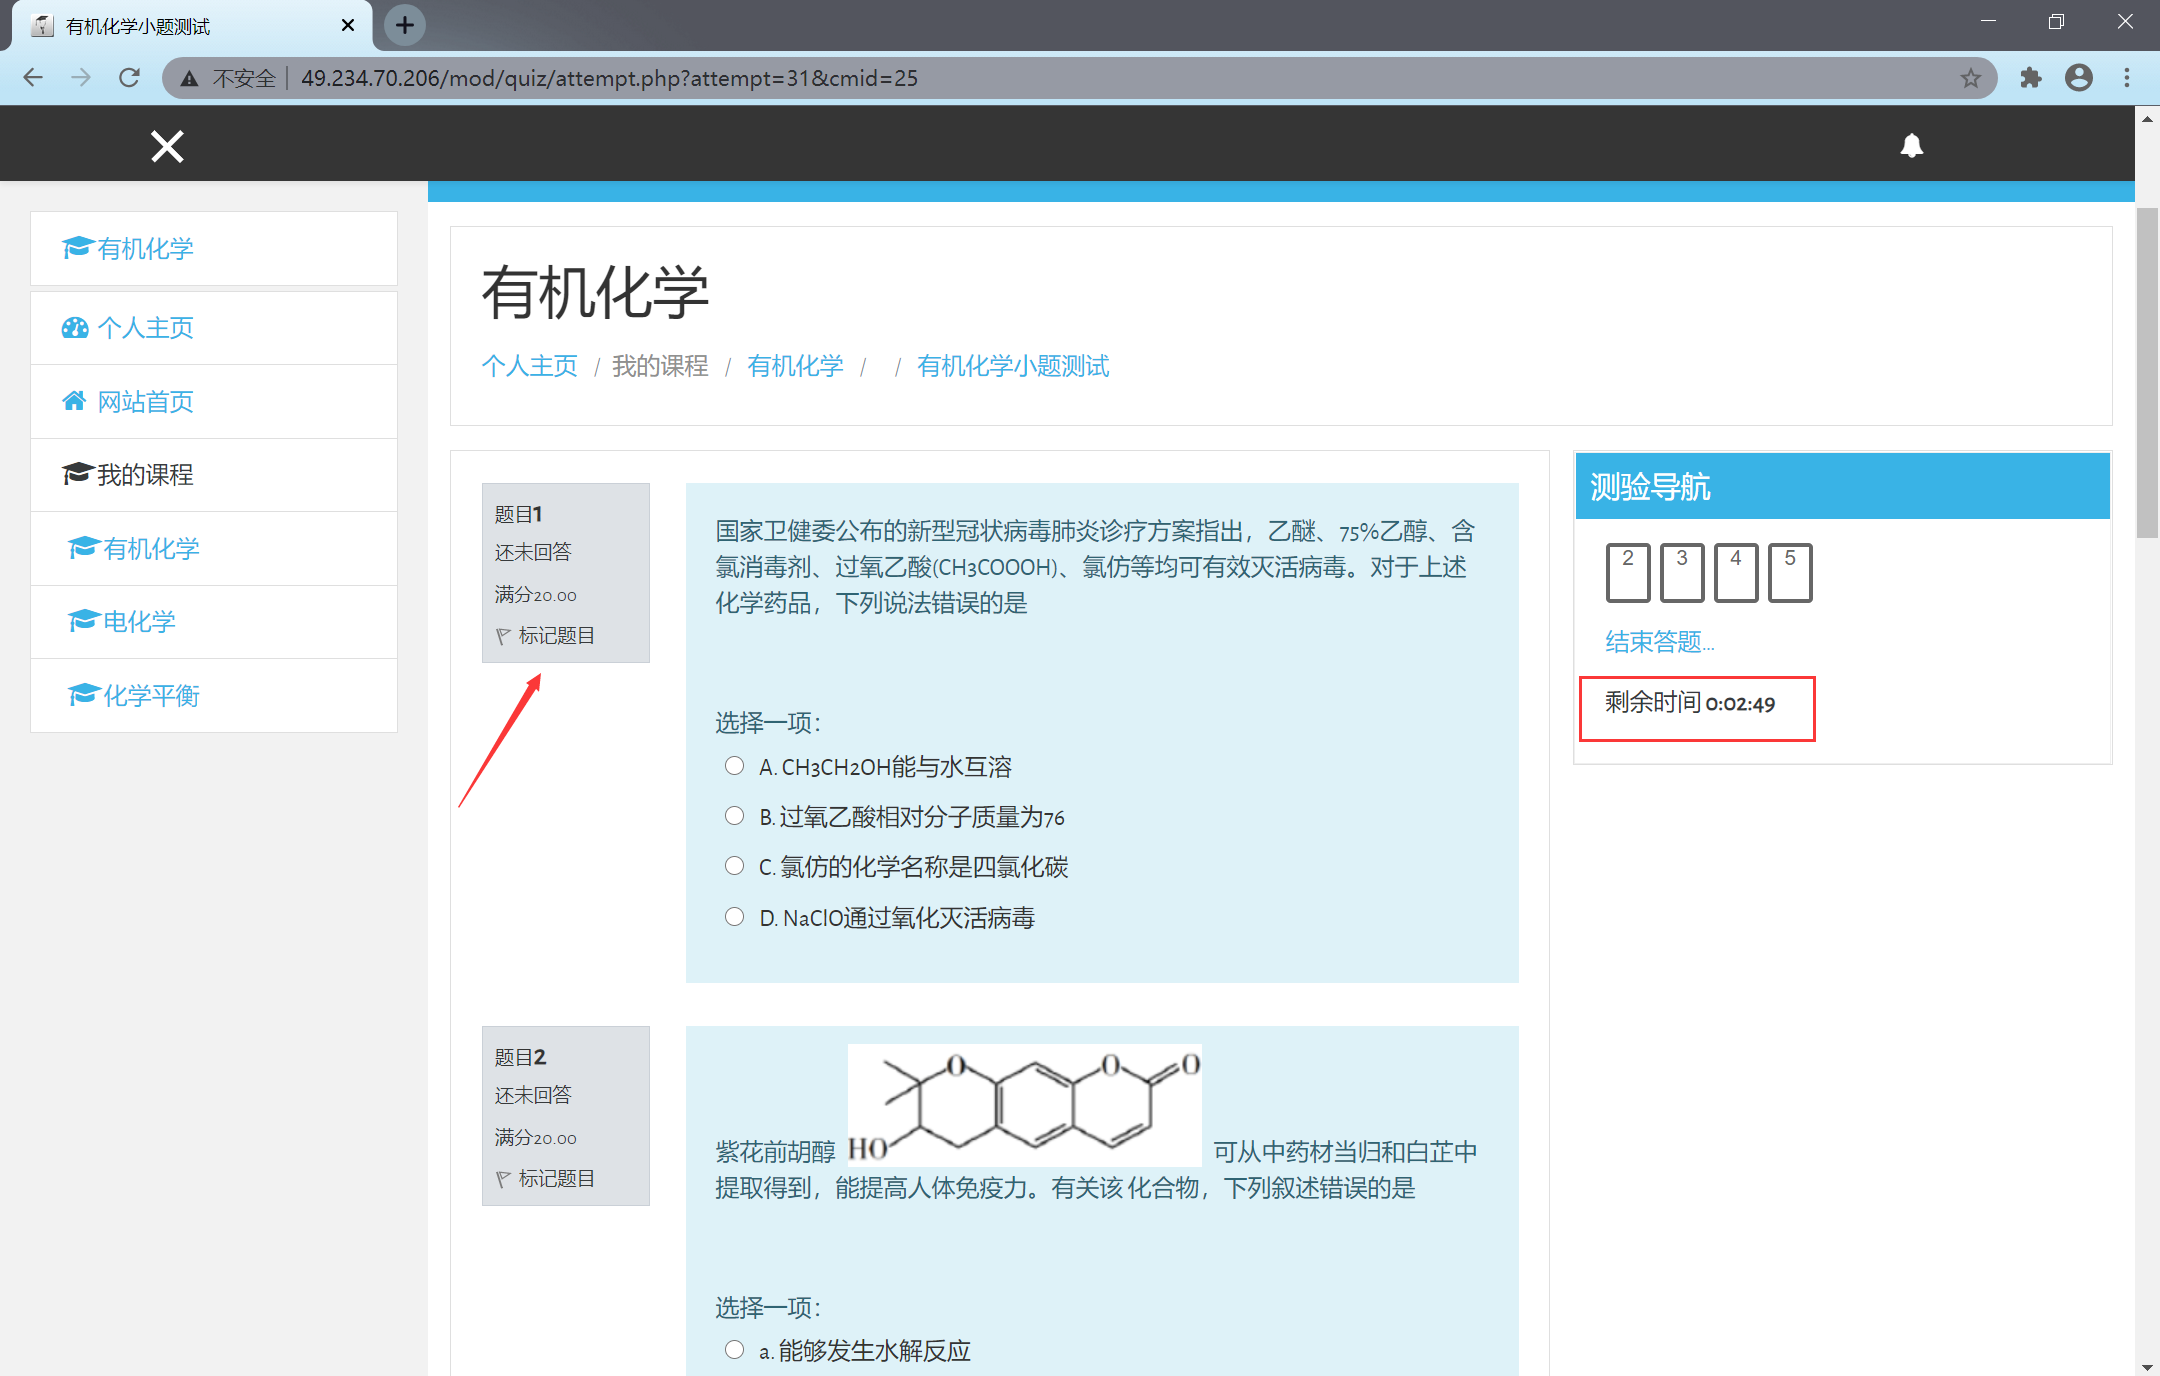 有机化学小题测试
不安全 49.234.70.206/mod/quiz/attempt.php?attempt=31&cmid=25
有机化学
个人主页
网站首页
我的课程
有机化学
电化学
化学平衡
有机化学
个人主页 / 我的课程 / 有机化学 / / 有机化学小题测试
题目1
还未回答
满分20.00
标记题目
国家卫健委公布的新型冠状病毒肺炎诊疗方案指出，乙醚、75%乙醇、含
氯消毒剂、过氧乙酸(CH3COOOH)、氯仿等均可有效灭活病毒。对于上述
化学药品，下列说法错误的是
选择一项：
A. CH3CH2OH能与水互溶
B. 过氧乙酸相对分子质量为76
C. 氯仿的化学名称是四氯化碳
D. NaClO通过氧化灭活病毒
题目2
还未回答
满分20.00
标记题目
O O O
HO
紫花前胡醇 可从中药材当归和白芷中
提取得到，能提高人体免疫力。有关该 化合物，下列叙述错误的是
选择一项：
a. 能够发生水解反应
测验导航
2 3 4 5
结束答题...
剩余时间 0:02:49